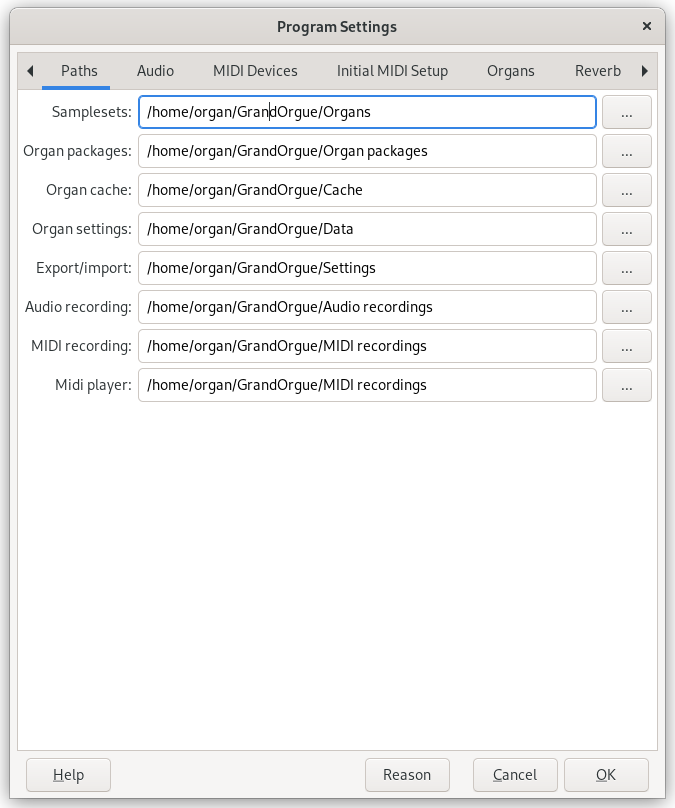 Program Settings
Paths Audio MIDI Devices Initial MIDI Setup Organs Reverb
Samplesets: /home/organ/GrandOrgue/Organs ...
Organ packages: /home/organ/GrandOrgue/Organ packages ...
Organ cache: /home/organ/GrandOrgue/Cache ...
Organ settings: /home/organ/GrandOrgue/Data ...
Export/import: /home/organ/GrandOrgue/Settings ...
Audio recording: /home/organ/GrandOrgue/Audio recordings ...
MIDI recording: /home/organ/GrandOrgue/MIDI recordings ...
Midi player: /home/organ/GrandOrgue/MIDI recordings ...
Help Reason Cancel OK